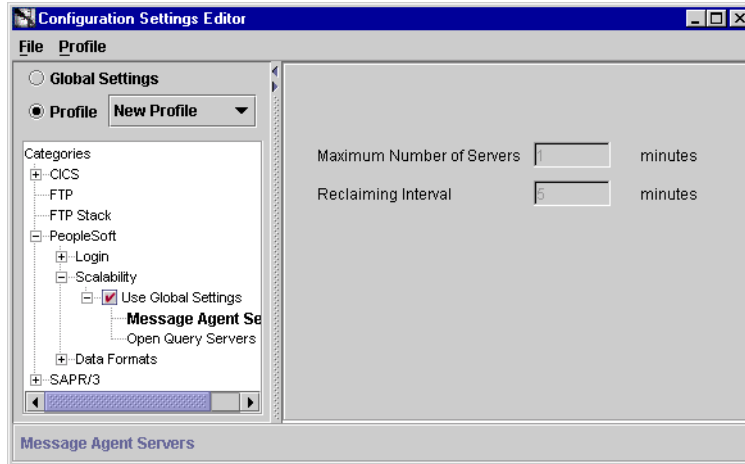 Configuration Settings Editor
File Profile
Global Settings
Profile New Profile
Categories
CICS
FTP
FTP Stack
PeopleSoft
Login
Scalability
Use Global Settings
Message Agent Se
Open Query Servers
Data Formats
SAPR/3
Maximum Number of Servers 1 minutes
Reclaiming Interval 5 minutes
Message Agent Servers